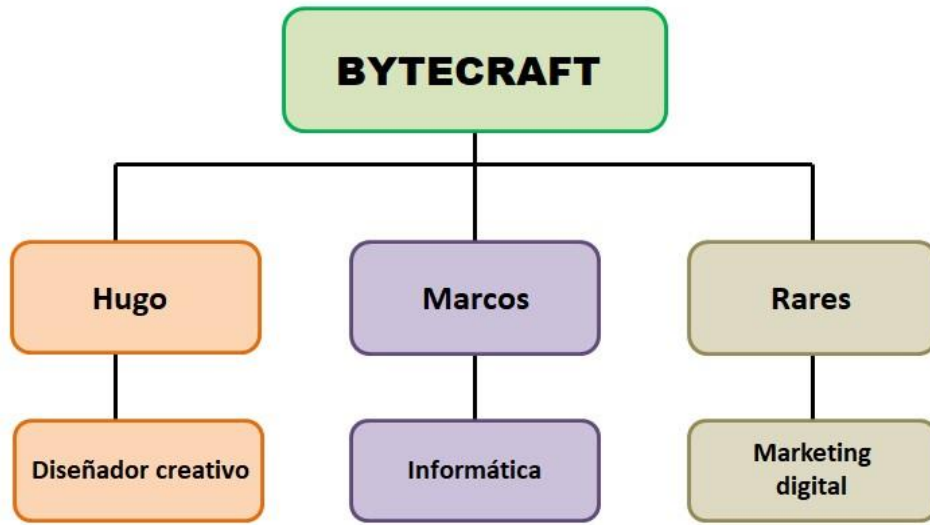 BYTECRAFT
Hugo
Marcos
Rares
Diseñador creativo
Informática
Marketing
digital